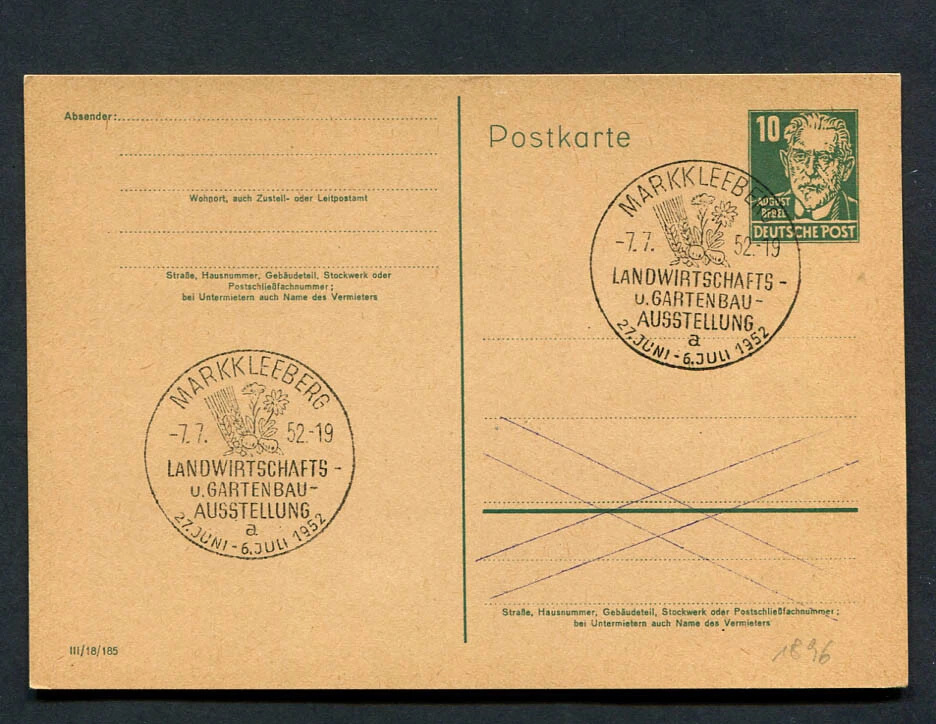 Absender:
Wohnort, auch Zustell- oder Leitpostamt
Straße, Hausnummer, Gebäudeteil, Stockwerk oder
Postschließfachnummer;
bei Untermietern auch Name des Vermieters
MARKKLEEBERG
-7.7. 52.-19
LANDWIRTSCHAFTS-
u. GARTENBAU-
AUSSTELLUNG
a
27. JUNI - 6. JULI 1952
III/18/185
Postkarte
10
AUGUST
BEBEL
DEUTSCHE POST
MARKKLEEBERG
-7.7. 52.-19
LANDWIRTSCHAFTS-
u. GARTENBAU-
AUSSTELLUNG
a
27. JUNI - 6. JULI 1952
Straße, Hausnummer, Gebäudeteil, Stockwerk oder Postschließfachnummer;
bei Untermietern auch Name des Vermieters
1896